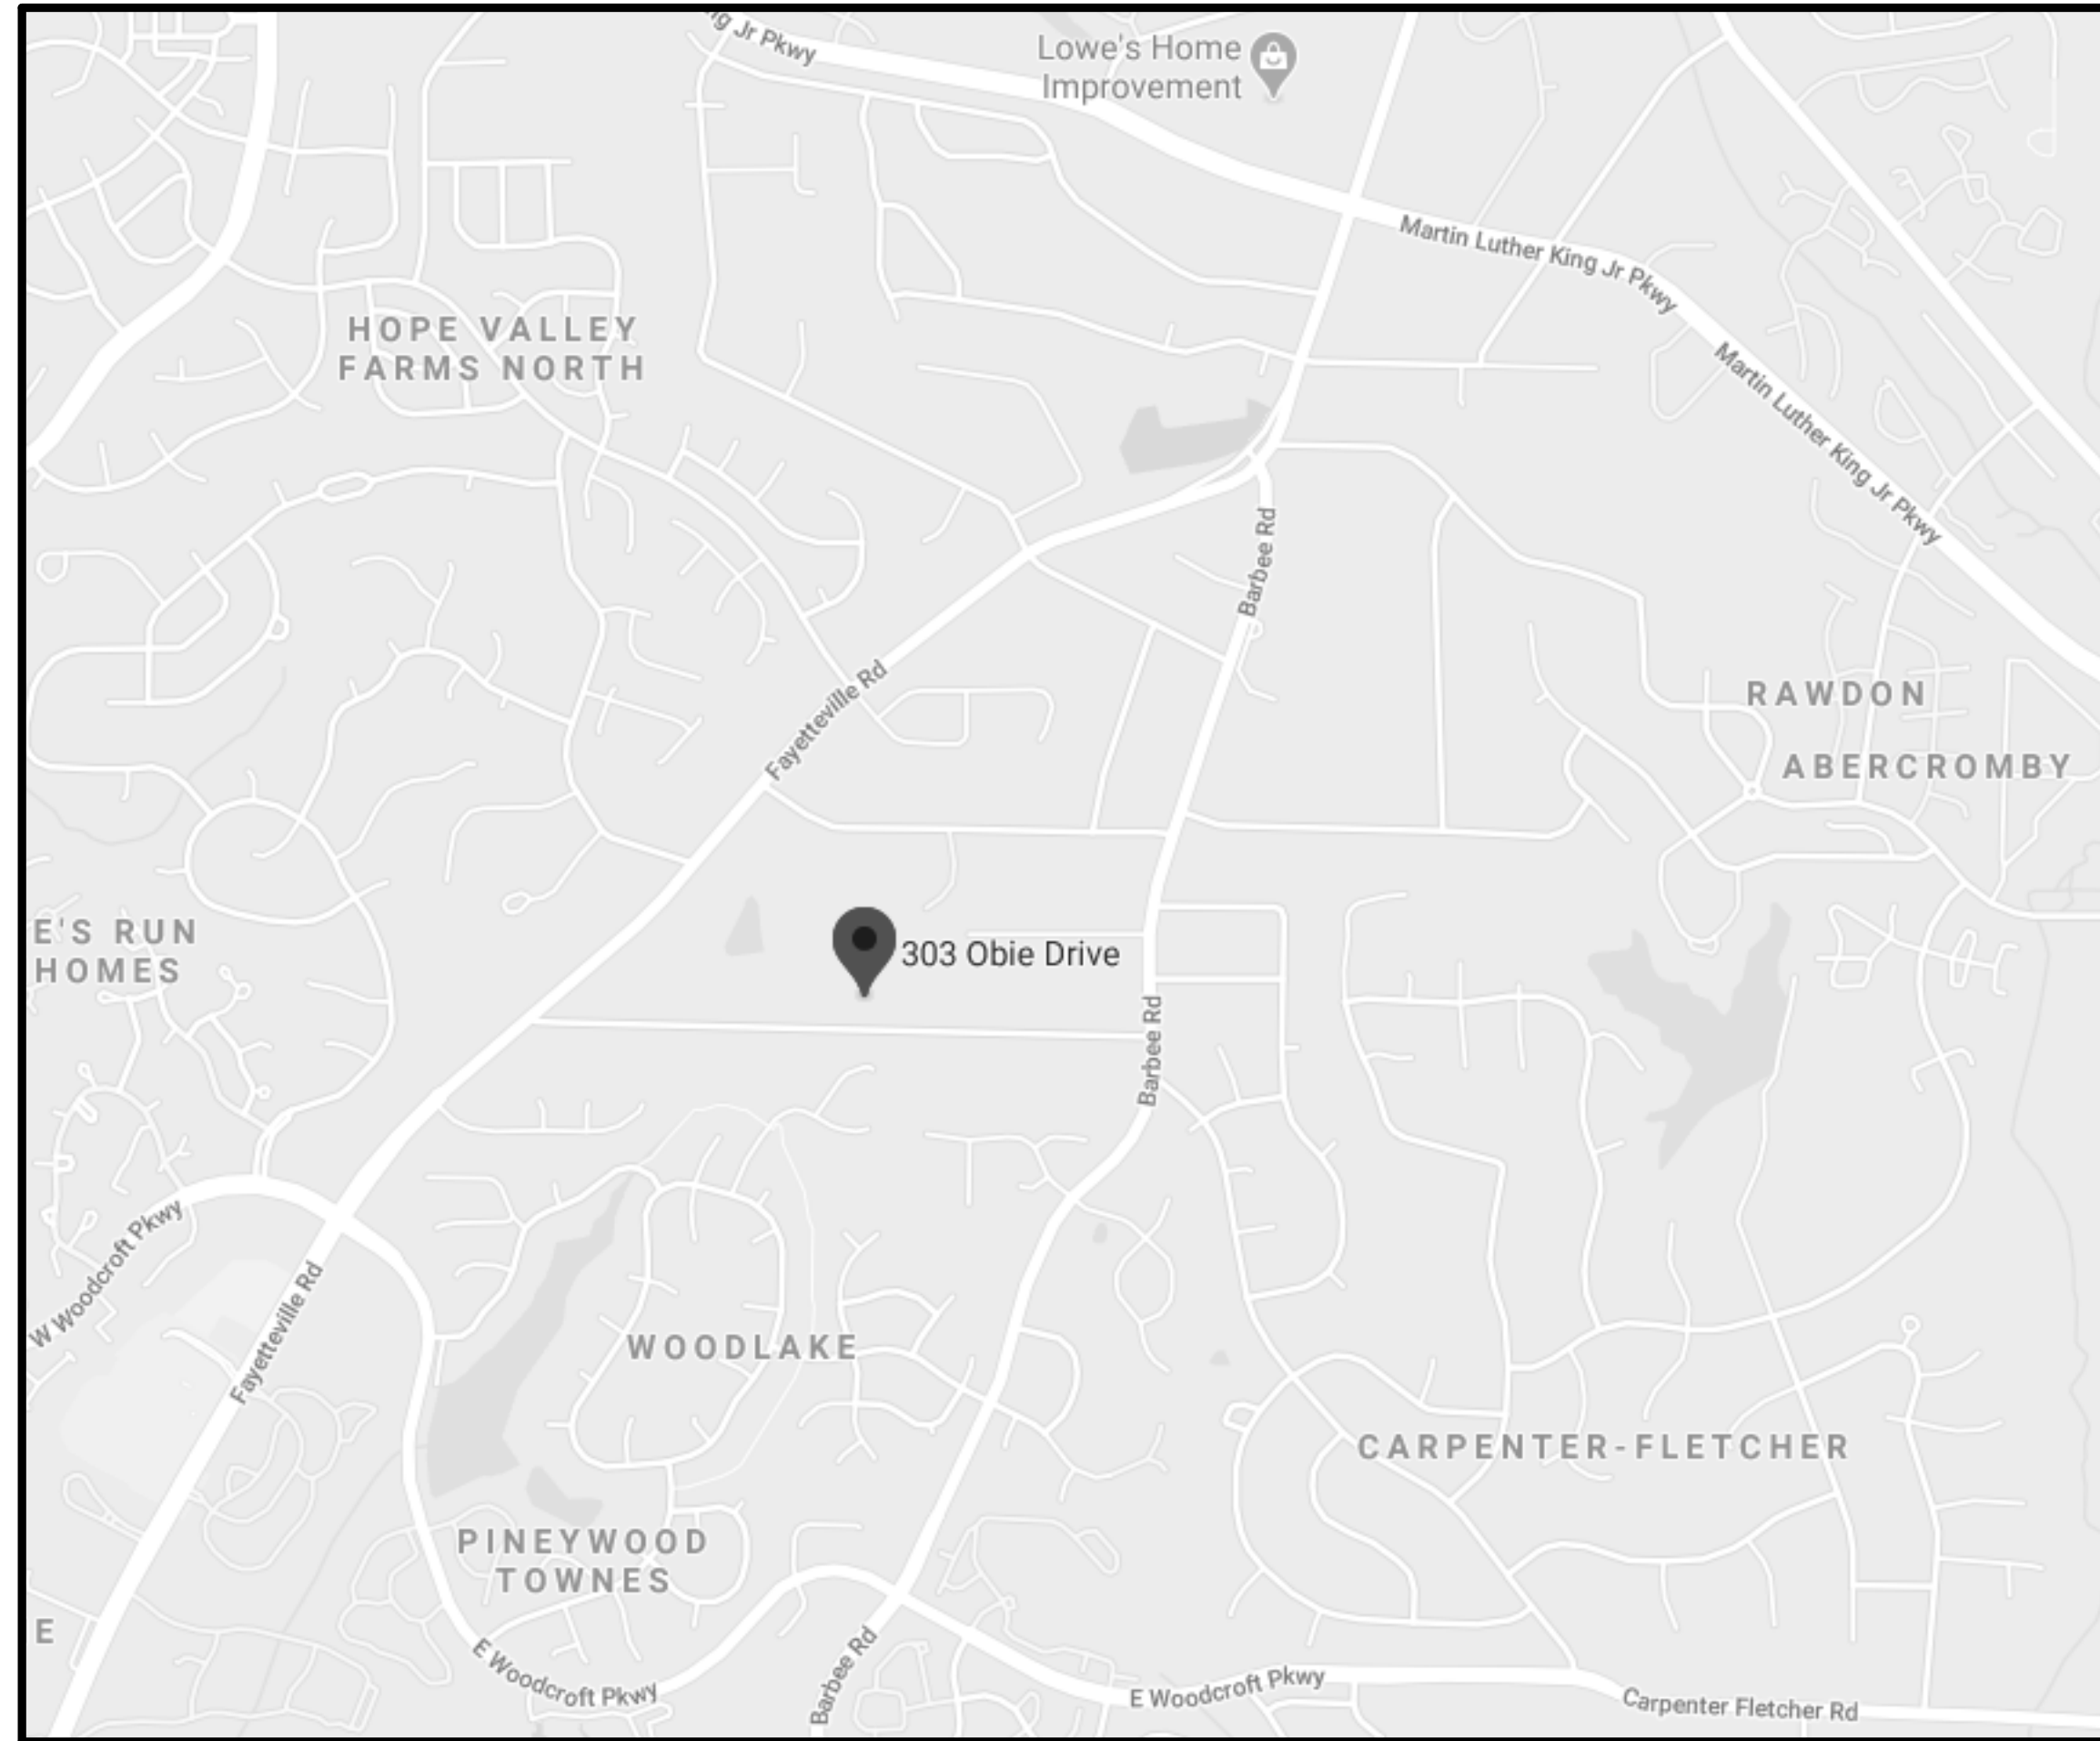 ng Jr Pkwy
Lowe's Home
Improvement
Martin Luther King Jr Pkwy
HOPE VALLEY
FARMS NORTH
Martin Luther King Jr Pkwy
Barbee Rd
Fayetteville Rd
RAWDON
ABERCROMBY
E'S RUN
HOMES
303 Obie Drive
Barbee Rd
W Woodcroft Pkwy
Fayetteville Rd
WOODLAKE
CARPENTER-FLETCHER
PINEYWOOD
TOWNES
E
E Woodcroft Pkwy
Barbee Rd
E Woodcroft Pkwy
Carpenter Fletcher Rd